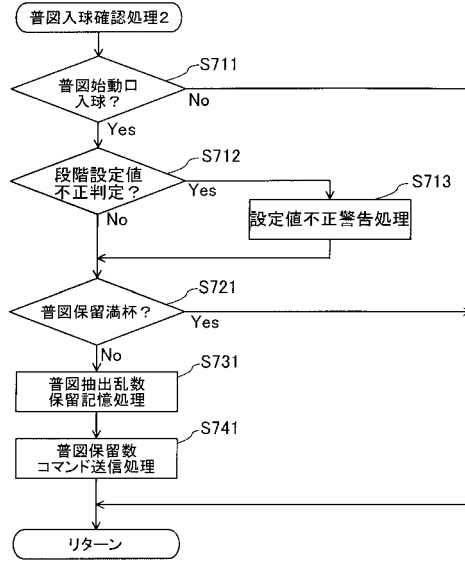 普図入球確認処理2
S711
普図始動口
入球？
No
Yes
S712
段階設定値
不正判定？
Yes
No
S713
設定値不正警告処理
S721
普図保留満杯？
Yes
No
S731
普図抽出乱数
保留記憶処理
S741
普図保留数
コマンド送信処理
リターン